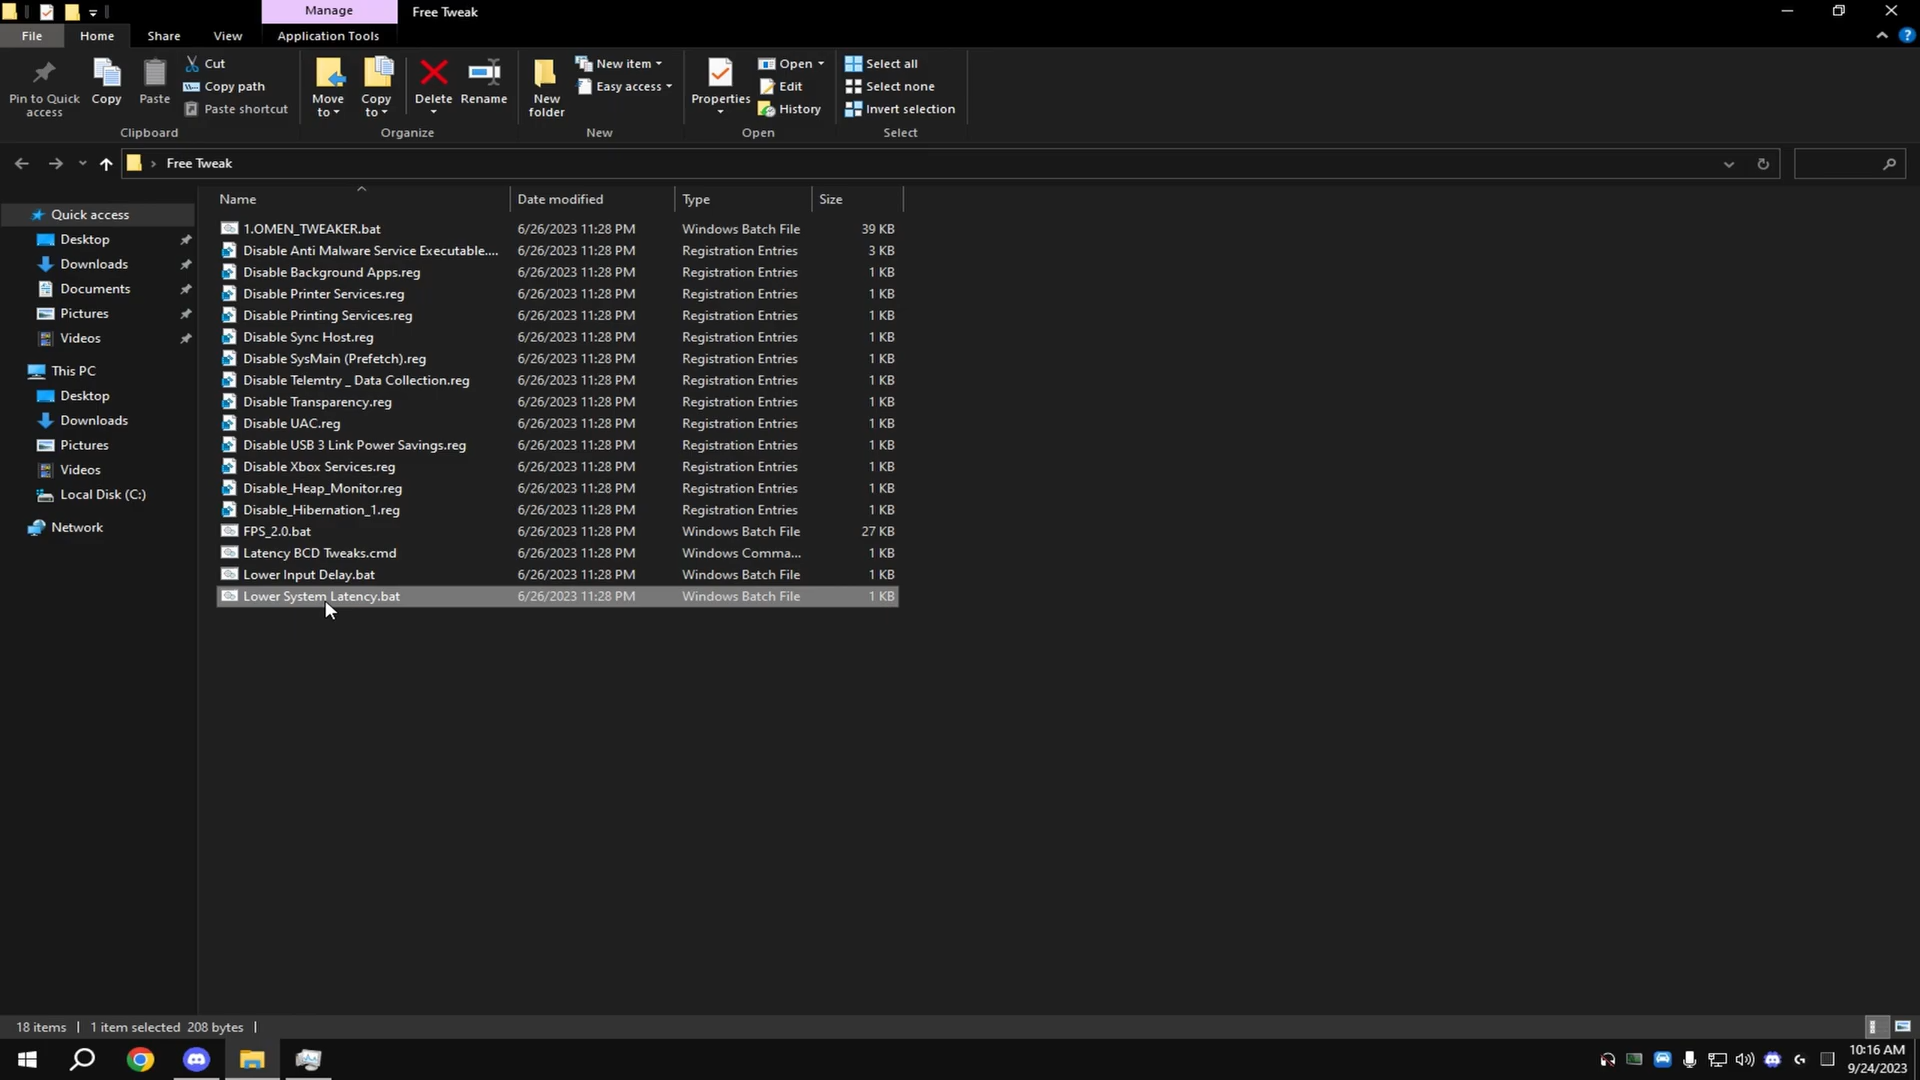 Manage
Free Tweak
File
Home
Share
View
Application Tools
Pin to Quick access
Copy
Paste
Cut
Copy path
Paste shortcut
Clipboard
Move to
Copy to
Delete
Rename
Organize
New folder
New item
Easy access
New
Properties
Open
Edit
History
Open
Select all
Select none
Invert selection
Select
Free Tweak
Quick access
Desktop
Downloads
Documents
Pictures
Videos
This PC
Desktop
Downloads
Pictures
Videos
Local Disk (C:)
Network
Name Date modified Type Size
1.OMEN_TWEAKER.bat 6/26/2023 11:28 PM Windows Batch File 39 KB
Disable Anti Malware Service Executable.... 6/26/2023 11:28 PM Registration Entries 3 KB
Disable Background Apps.reg 6/26/2023 11:28 PM Registration Entries 1 KB
Disable Printer Services.reg 6/26/2023 11:28 PM Registration Entries 1 KB
Disable Printing Services.reg 6/26/2023 11:28 PM Registration Entries 1 KB
Disable Sync Host.reg 6/26/2023 11:28 PM Registration Entries 1 KB
Disable SysMain (Prefetch).reg 6/26/2023 11:28 PM Registration Entries 1 KB
Disable Telemtry _ Data Collection.reg 6/26/2023 11:28 PM Registration Entries 1 KB
Disable Transparency.reg 6/26/2023 11:28 PM Registration Entries 1 KB
Disable UAC.reg 6/26/2023 11:28 PM Registration Entries 1 KB
Disable USB 3 Link Power Savings.reg 6/26/2023 11:28 PM Registration Entries 1 KB
Disable Xbox Services.reg 6/26/2023 11:28 PM Registration Entries 1 KB
Disable_Heap_Monitor.reg 6/26/2023 11:28 PM Registration Entries 1 KB
Disable_Hibernation_1.reg 6/26/2023 11:28 PM Registration Entries 1 KB
FPS_2.0.bat 6/26/2023 11:28 PM Windows Batch File 27 KB
Latency BCD Tweaks.cmd 6/26/2023 11:28 PM Windows Comma... 1 KB
Lower Input Delay.bat 6/26/2023 11:28 PM Windows Batch File 1 KB
Lower System Latency.bat 6/26/2023 11:28 PM Windows Batch File 1 KB
18 items 1 item selected 208 bytes
10:16 AM
9/24/2023